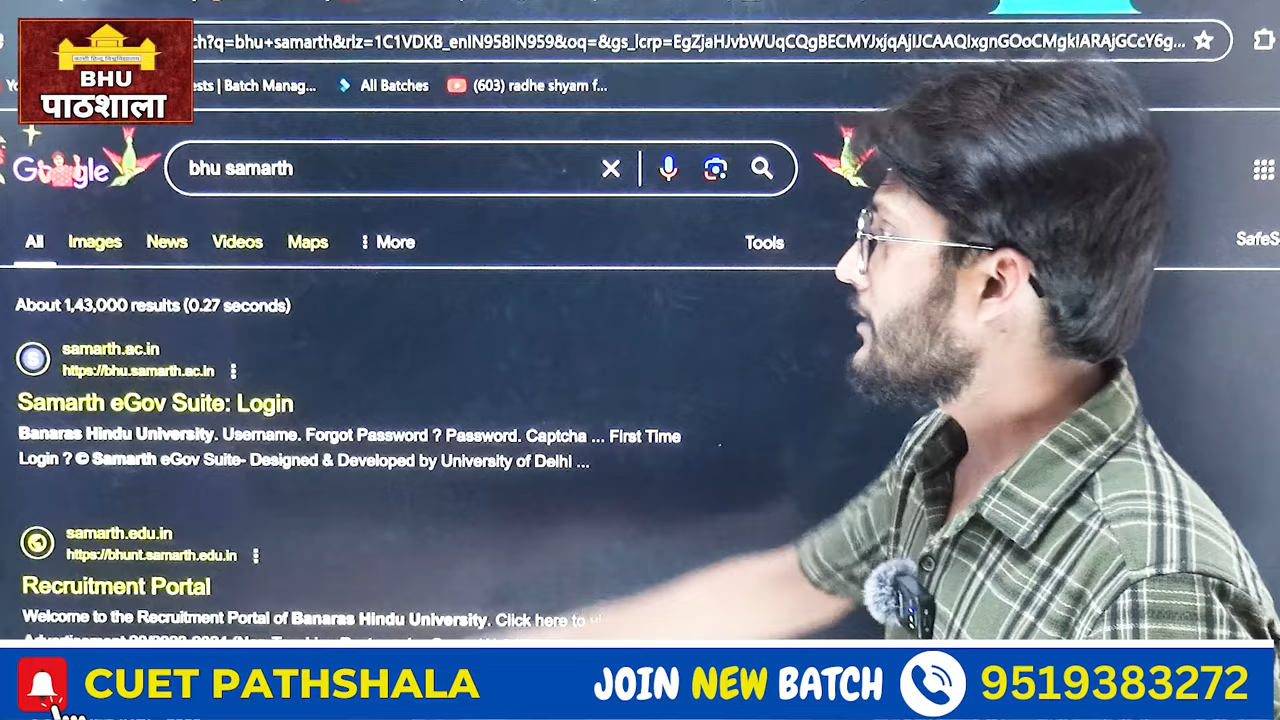 ch?q=bhu+samarth&rlz=1C1VDKB_enIN958IN959&oq=&gs_lcrp=EgZjaHJvbWUqCQgBECMYJxjqAjIJCAAQIxgnGOoCMgkIARAjGCcY6g...
BHU
पाठशाला
ests | Batch Manag...
All Batches
(603) radhe shyam f...
Google
bhu samarth
All
Images
News
Videos
Maps
More
Tools
SafeS
About 1,43,000 results (0.27 seconds)
samarth.ac.in
https://bhu.samarth.ac.in
Samarth eGov Suite: Login
Banaras Hindu University. Username. Forgot Password ? Password. Captcha ... First Time
Login ? © Samarth eGov Suite- Designed & Developed by University of Delhi ...
samarth.edu.in
https://bhunt.samarth.edu.in
Recruitment Portal
Welcome to the Recruitment Portal of Banaras Hindu University. Click here to
CUET PATHSHALA
JOIN NEW BATCH
9519383272